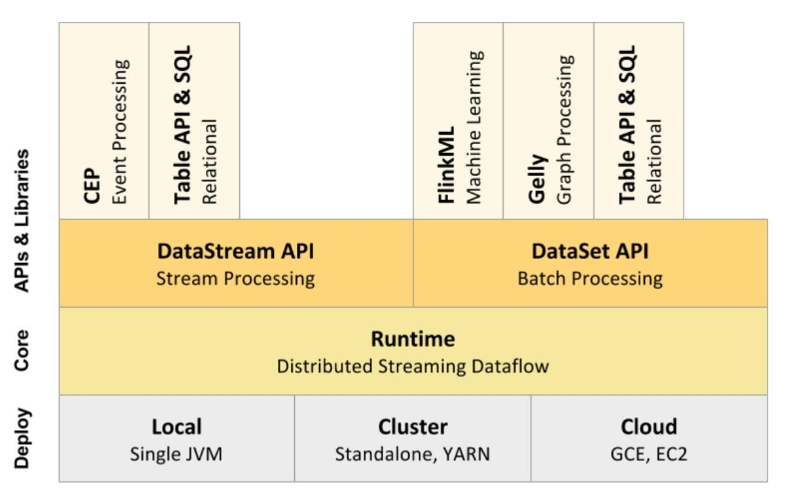 APIs & Libraries
CEP
Event Processing
Table API & SQL
Relational
FlinkML
Machine Learning
Gelly
Graph Processing
Table API & SQL
Relational
DataStream API
Stream Processing
DataSet API
Batch Processing
Core
Runtime
Distributed Streaming Dataflow
Deploy
Local
Single JVM
Cluster
Standalone, YARN
Cloud
GCE, EC2